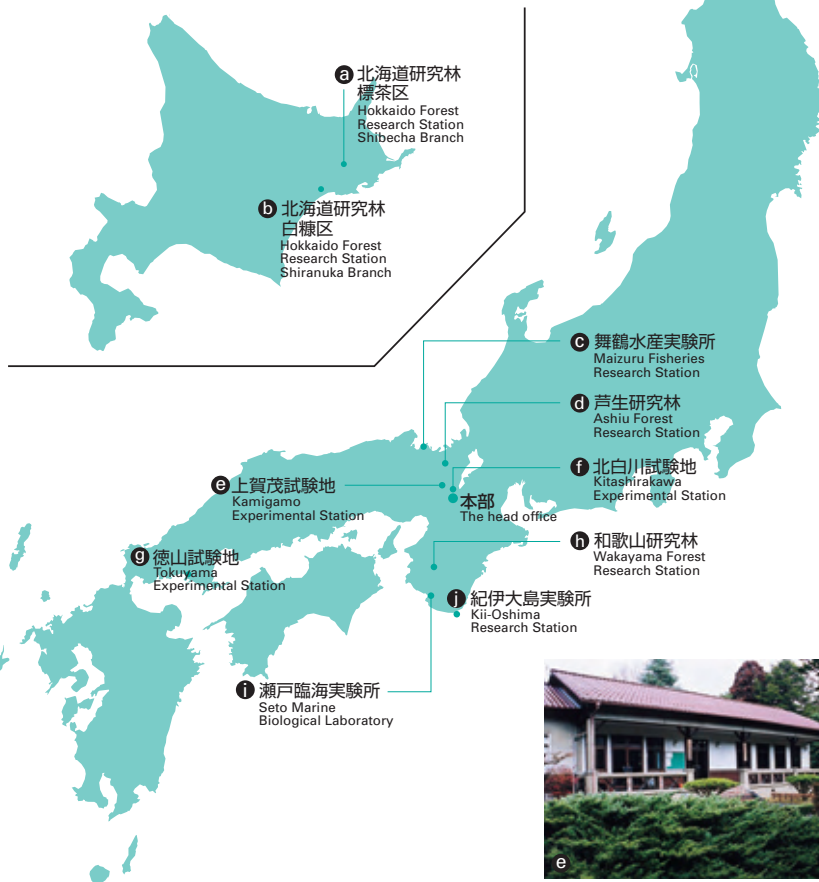 a 北海道研究林
標茶区
Hokkaido Forest
Research Station
Shibecha Branch
b 北海道研究林
白糠区
Hokkaido Forest
Research Station
Shiranuka Branch
c 舞鶴水産実験所
Maizuru Fisheries
Research Station
d 芦生研究林
Ashiu Forest
Research Station
e 上賀茂試験地
Kamigamo
Experimental Station
f 北白川試験地
Kitashirakawa
Experimental Station
本部
The head office
g 徳山試験地
Tokuyama
Experimental Station
h 和歌山研究林
Wakayama Forest
Research Station
j 紀伊大島実験所
Kii-Oshima
Research Station
i 瀬戸臨海実験所
Seto Marine
Biological Laboratory
e